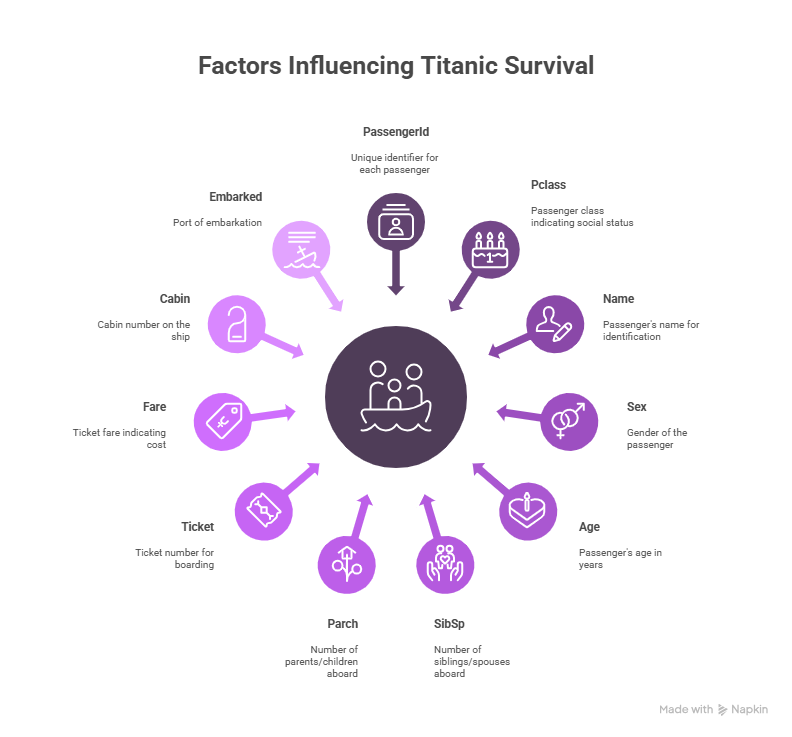 Factors Influencing Titanic Survival
PassengerId
Unique identifier for
each passenger
Pclass
Passenger class
indicating social status
1
Name
Passenger's name for
identification
Sex
Gender of the
passenger
Age
Passenger's age in
years
SibSp
Number of
siblings/spouses
aboard
Parch
Number of
parents/children
aboard
Ticket
Ticket number for
boarding
Fare
Ticket fare indicating
cost
€
Cabin
Cabin number on the
ship
Embarked
Port of embarkation
Made with Napkin